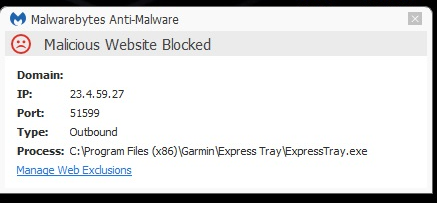 Malwarebytes Anti-Malware
Malicious Website Blocked
Domain:
IP: 23.4.59.27
Port: 51599
Type: Outbound
Process: C:\Program Files (x86)\Garmin\Express Tray\ExpressTray.exe
Manage Web Exclusions